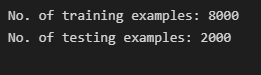 No. of training examples: 8000
No. of testing examples: 2000